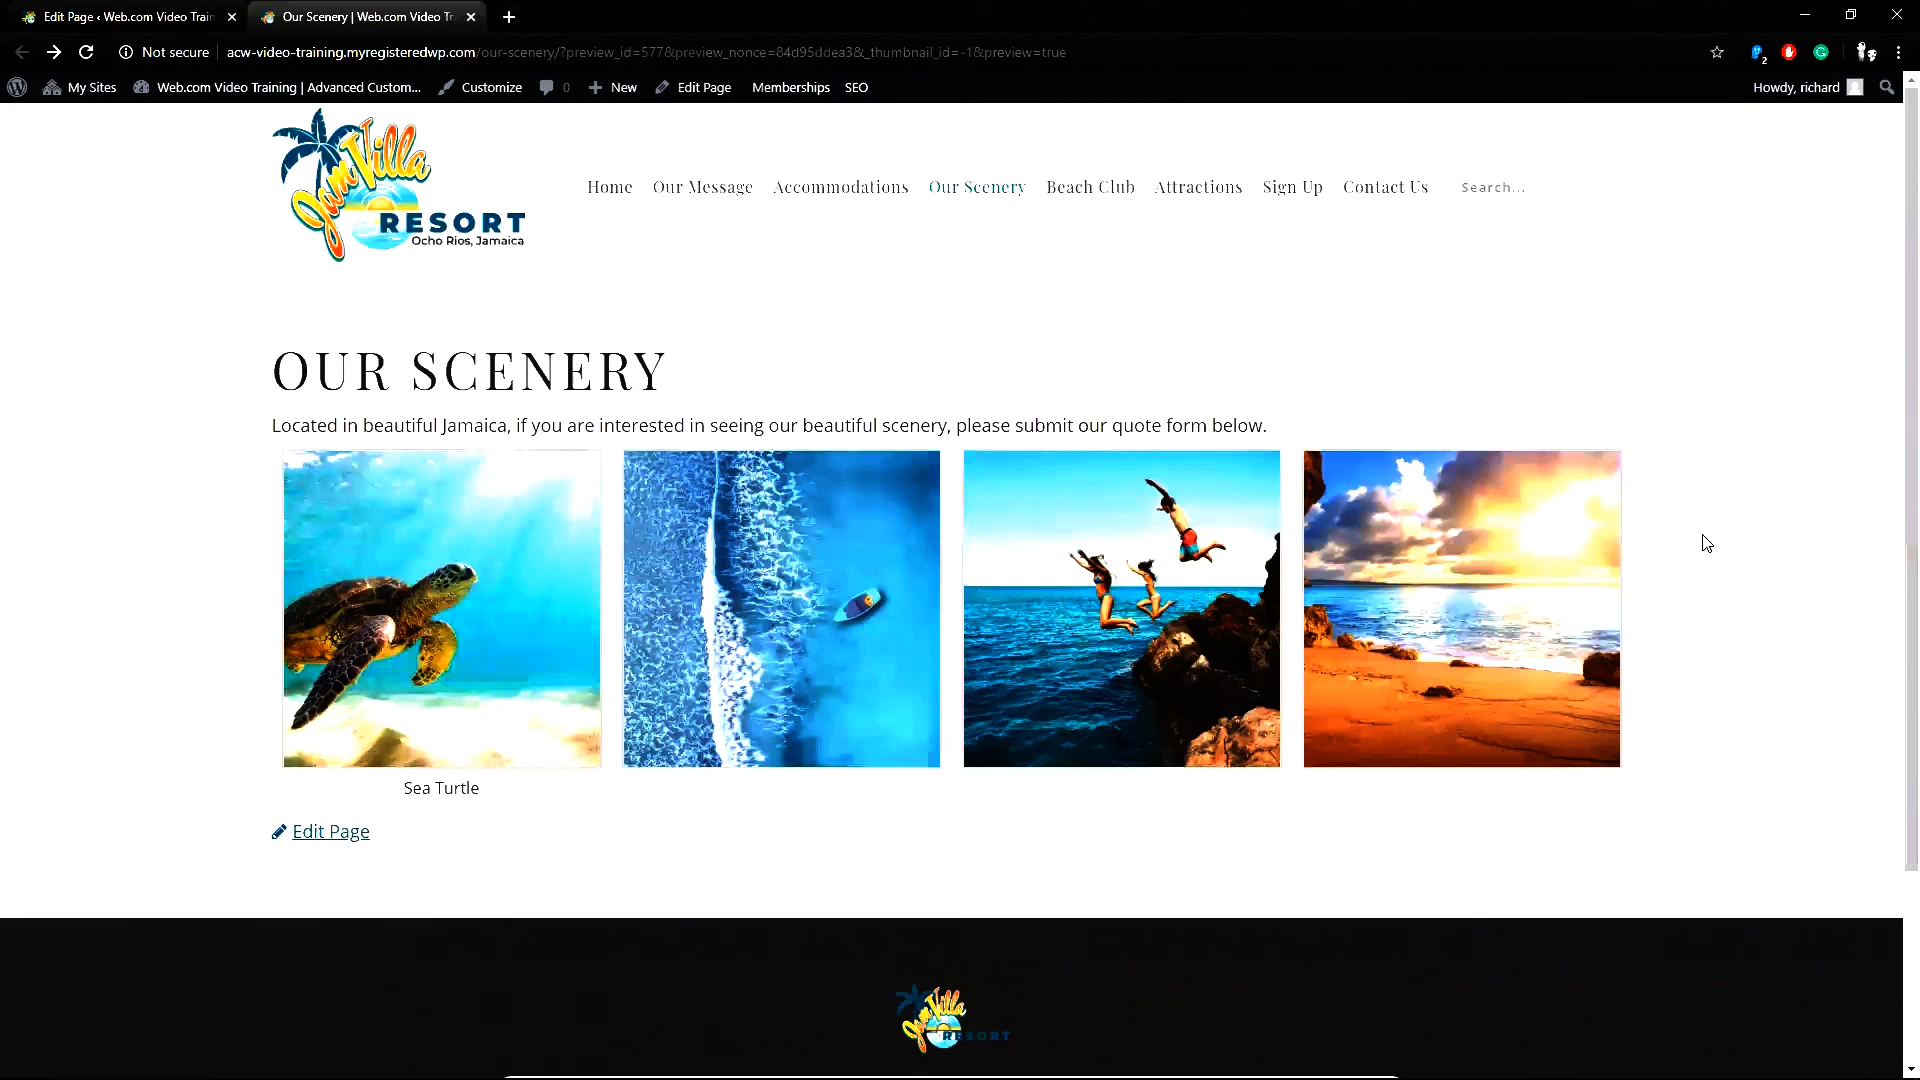 Edit Page ‹ Web.com Video Train
Our Scenery | Web.com Video Tr
Not secure
acw-video-training.myregisteredwp.com/our-scenery/?preview_id=577&preview_nonce=84d95ddea3&_thumbnail_id=-1&preview=true
2
My Sites
Web.com Video Training | Advanced Custom...
Customize
0
New
Edit Page
Memberships
SEO
Howdy, richard
JamVilla
RESORT
Ocho Rios, Jamaica
Home
Our Message
Accommodations
Our Scenery
Beach Club
Attractions
Sign Up
Contact Us
Search...
OUR SCENERY
Located in beautiful Jamaica, if you are interested in seeing our beautiful scenery, please submit our quote form below.
Sea Turtle
Edit Page
JamVilla
RESORT